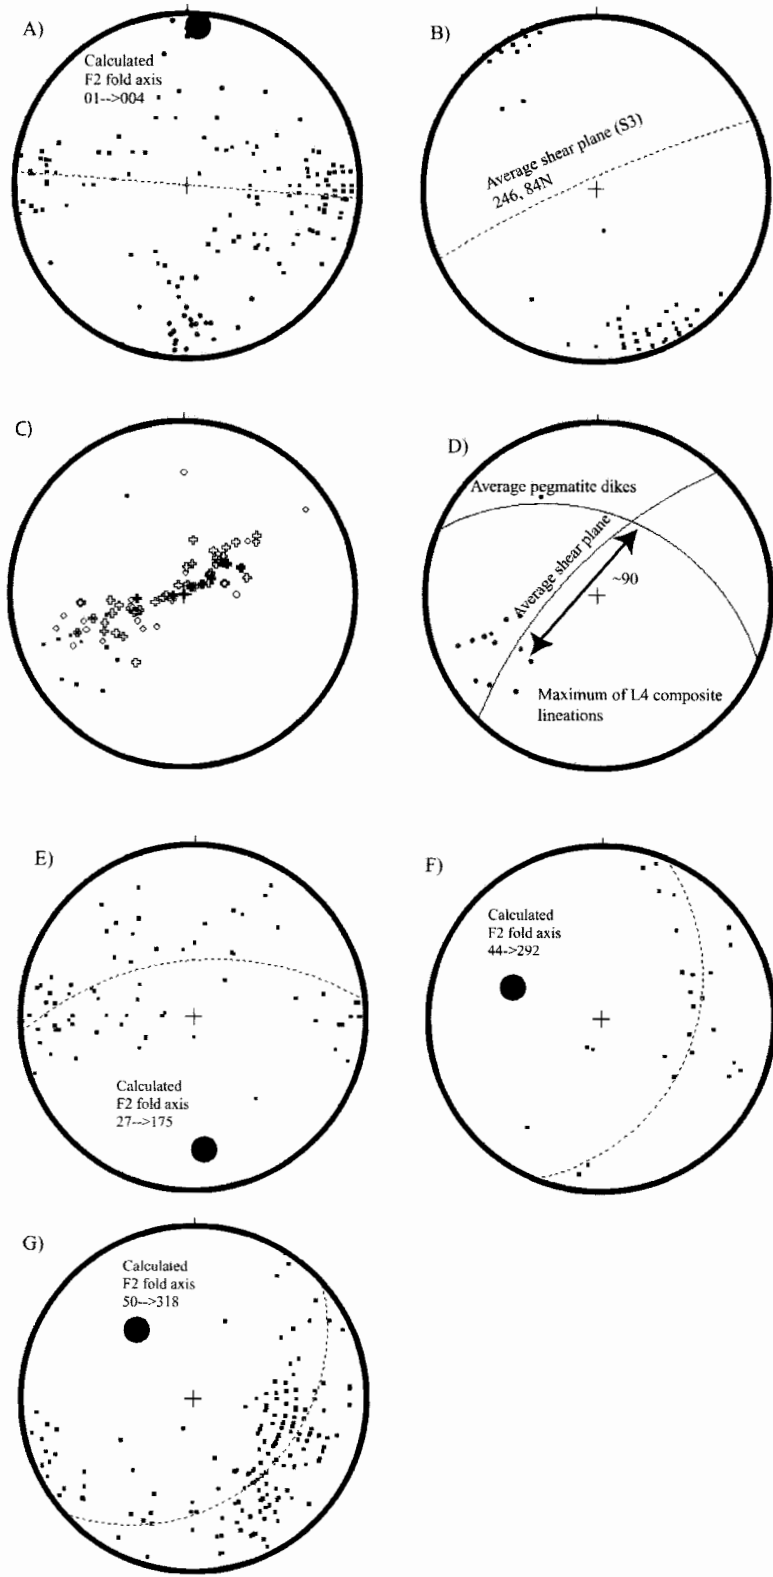 A)
Calculated
F2 fold axis
01-->004
B)
Average shear plane (S3)
246, 84N
C)
D)
Average pegmatite dikes
Average shear plane
~90
Maximum of L4 composite
lineations
E)
Calculated
F2 fold axis
27-->175
F)
Calculated
F2 fold axis
44->292
G)
Calculated
F2 fold axis
50-->318